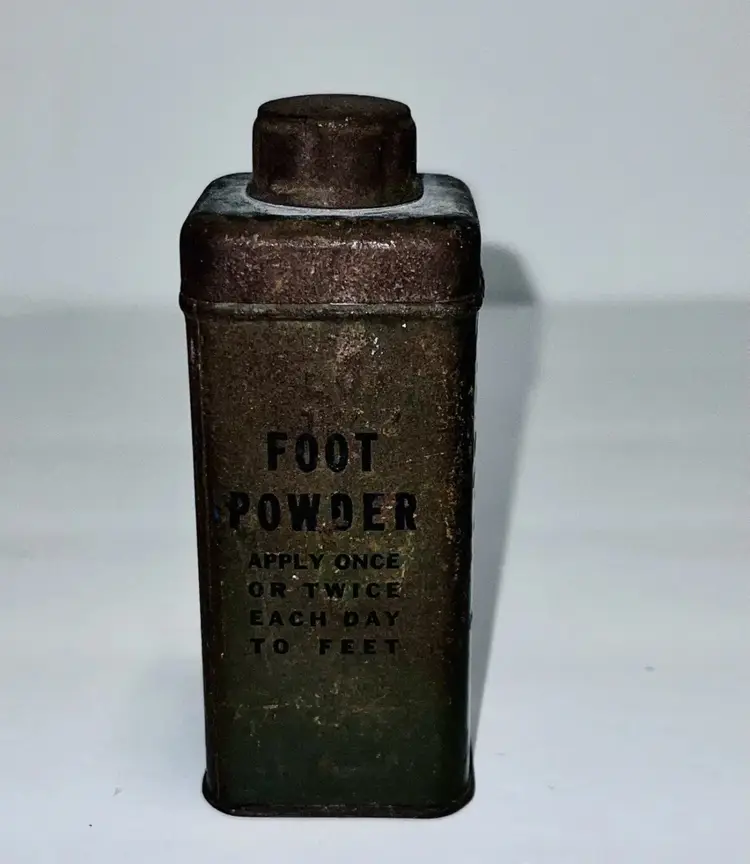 FOOT
POWDER
APPLY ONCE
OR TWICE
EACH DAY
TO FEET